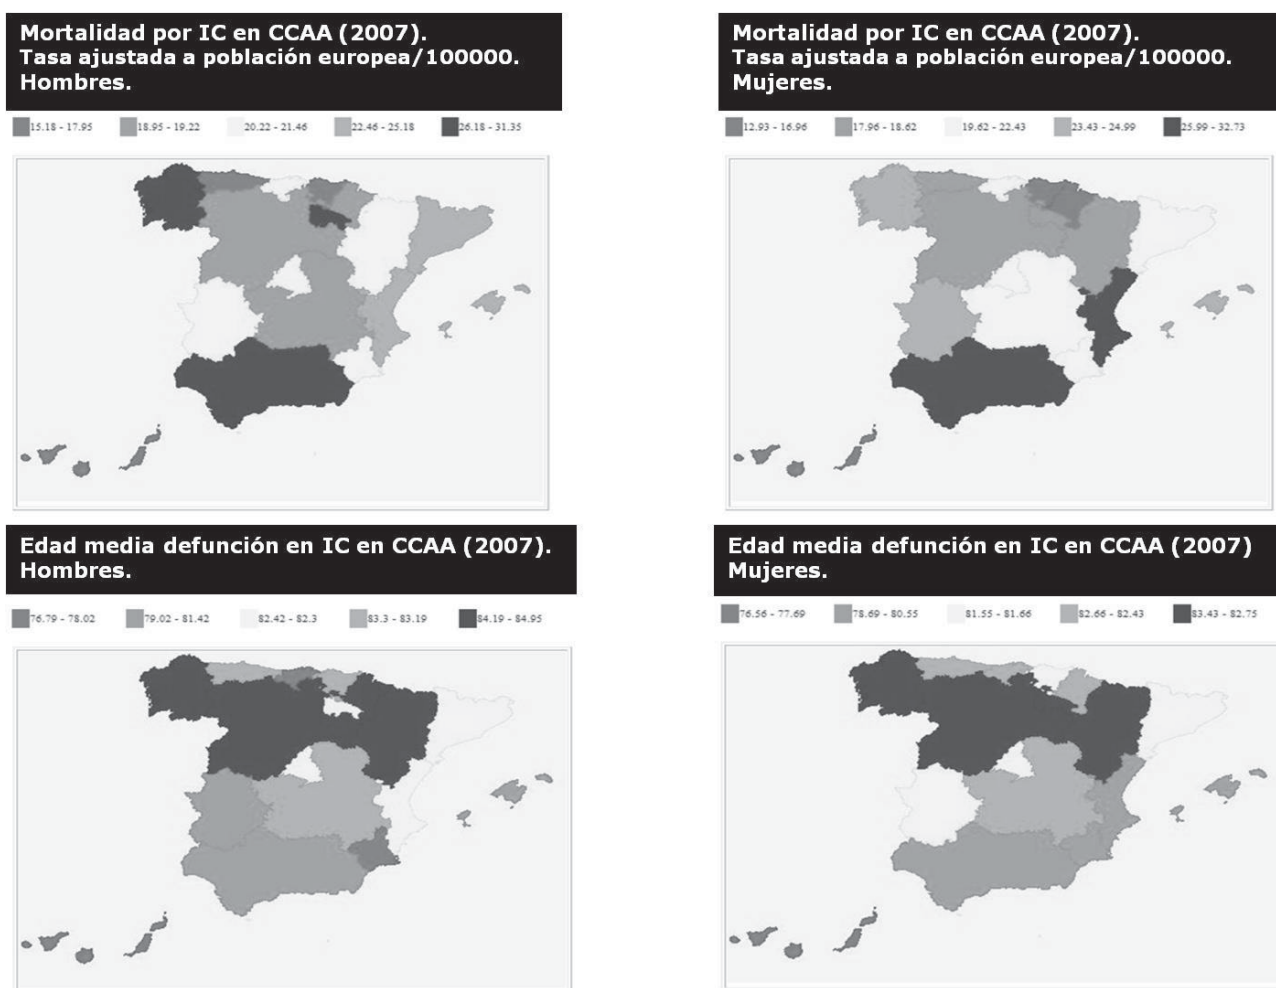 Mortalidad por IC en CCAA (2007).
Tasa ajustada a población europea/100000.
Hombres.
15.18 - 17.95 18.95 - 19.22 20.22 - 21.46 22.46 - 25.18 26.18 - 31.35
Mortalidad por IC en CCAA (2007).
Tasa ajustada a población europea/100000.
Mujeres.
12.93 - 16.96 17.96 - 18.62 19.62 - 22.43 23.43 - 24.99 25.99 - 32.73
Edad media defunción en IC en CCAA (2007).
Hombres.
76.79 - 78.02 79.02 - 81.42 82.42 - 82.3 83.3 - 83.19 84.19 - 84.95
Edad media defunción en IC en CCAA (2007)
Mujeres.
76.56 - 77.69 78.69 - 80.55 81.55 - 81.66 82.66 - 82.43 83.43 - 82.75